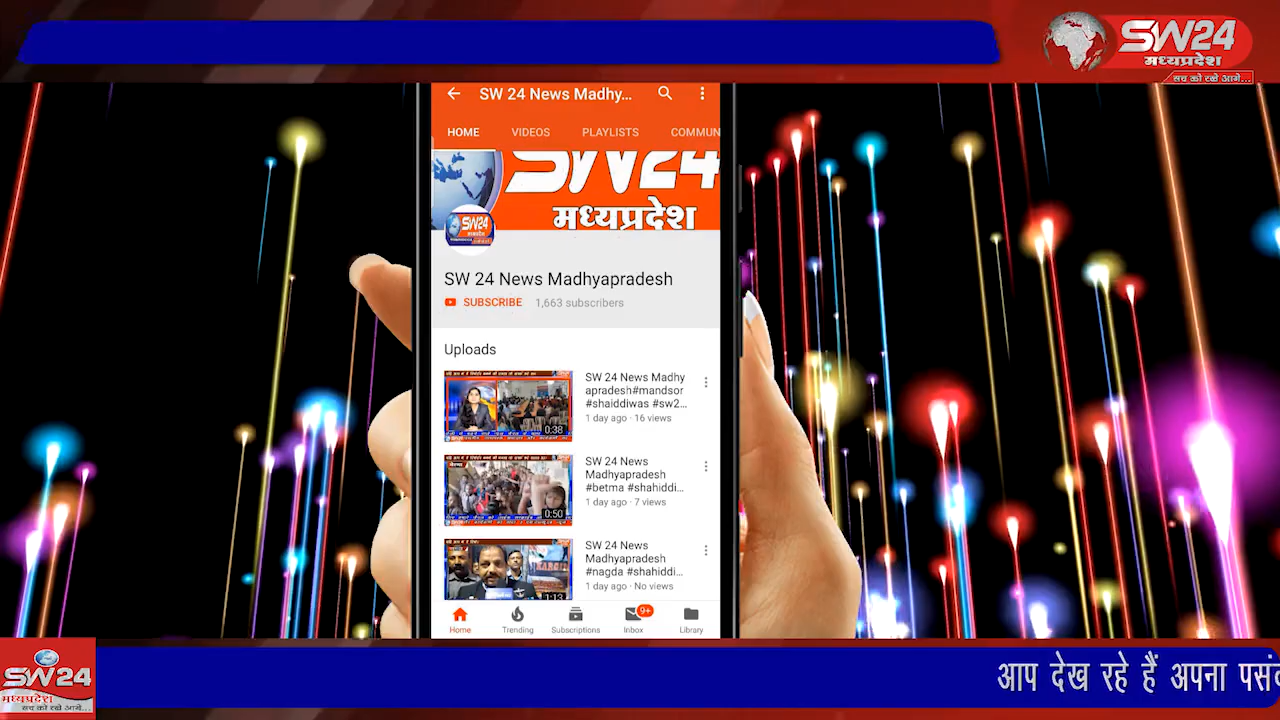 SW24
मध्यप्रदेश
सच को रखे आगे...
SW 24 News Madhy...
HOME VIDEOS PLAYLISTS COMMUN
SW24
मध्यप्रदेश
SW24
SW 24 News Madhyapradesh
SUBSCRIBE 1,663 subscribers
Uploads
SW 24 News Madhy
apradesh#mandsor
#shaiddiwas #sw2...
1 day ago · 16 views
0:38
SW 24 News
Madhyapradesh
#betma #shahiddi...
1 day ago · 7 views
0:50
SW 24 News
Madhyapradesh
#nagda #shahiddi...
1 day ago · No views
1:13
9+
Home Trending Subscriptions Inbox Library
SW24
मध्यप्रदेश
सच को रखे आगे...
आप देख रहे हैं अपना